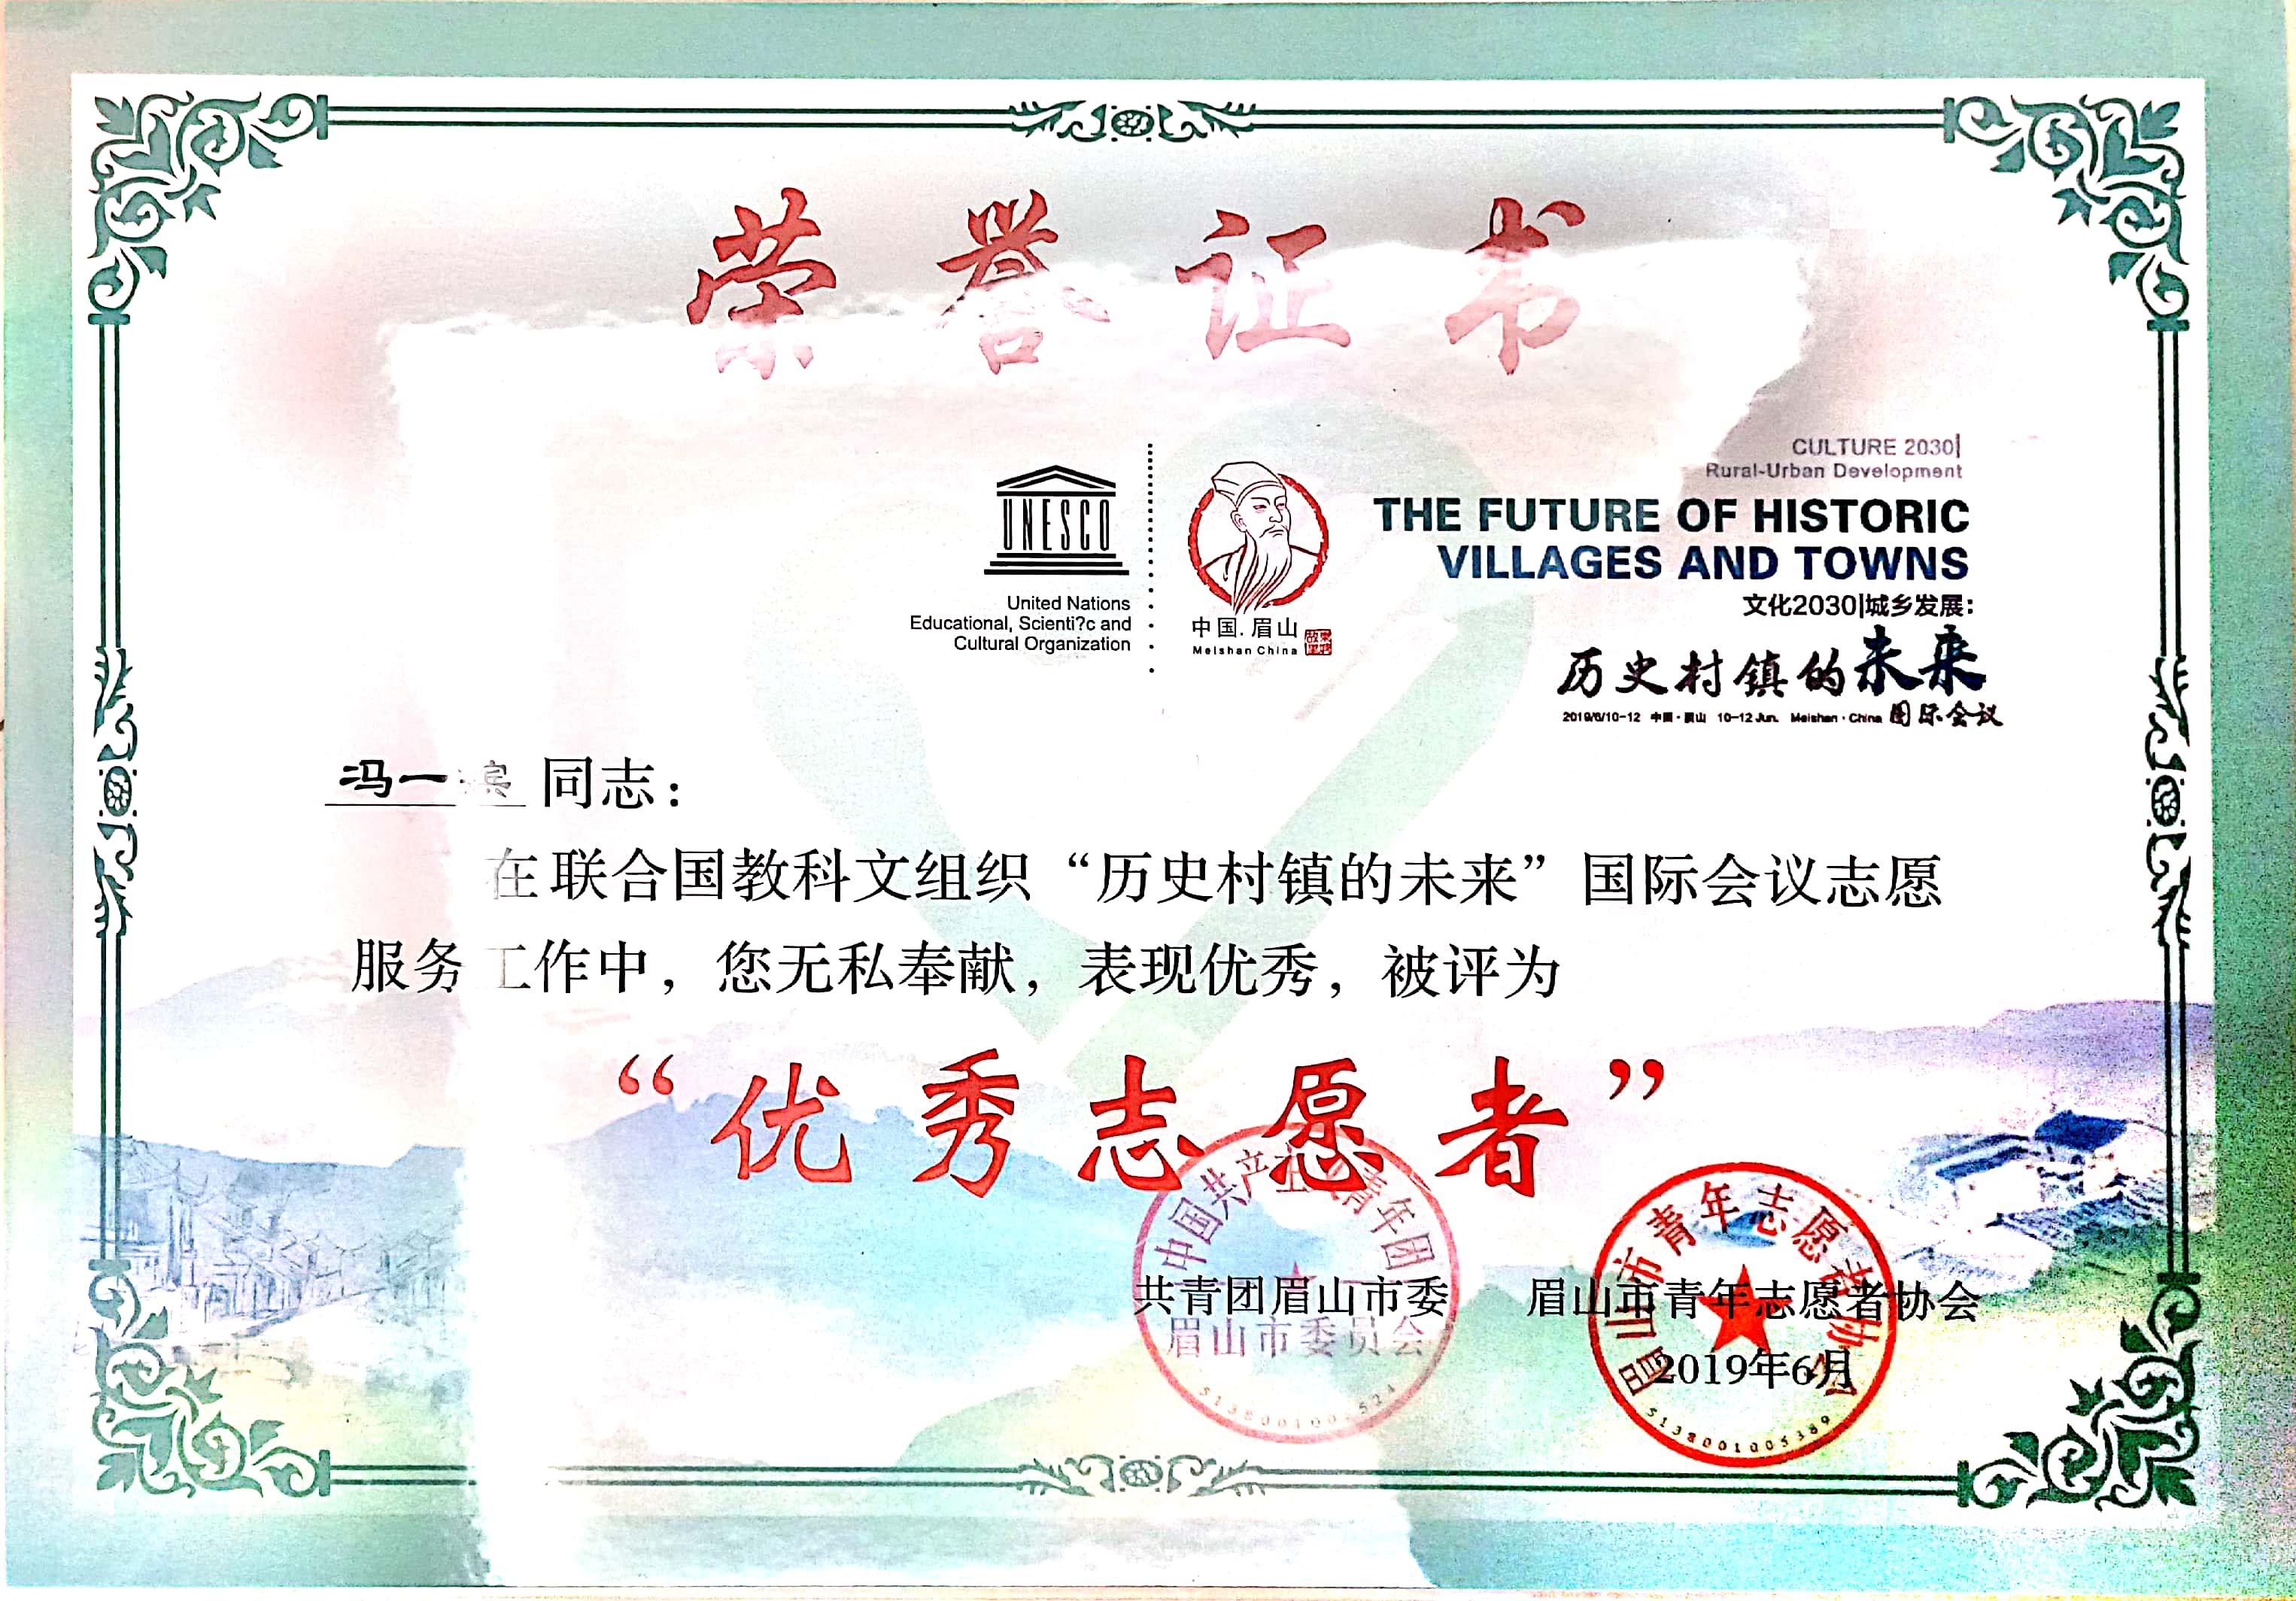 荣誉证书
UNESCO
United Nations
Educational, Scienti?c and
Cultural Organization
中国.眉山
Meishan China
CULTURE 2030|
Rural-Urban Development
THE FUTURE OF HISTORIC
VILLAGES AND TOWNS
文化2030|城乡发展:
历史村镇的未来
2019/6/10-12 中国·眉山 10-12 Jun. Meishan·China 国际会议
冯一滨 同志：
在联合国教科文组织“历史村镇的未来”国际会议志愿
服务工作中，您无私奉献，表现优秀，被评为
“优秀志愿者”
中国共产主义青年团
共青团眉山市委 眉山市青年志愿者协会
眉山市委员会
眉山市青年志愿者协会
2019年6月
5138001005389